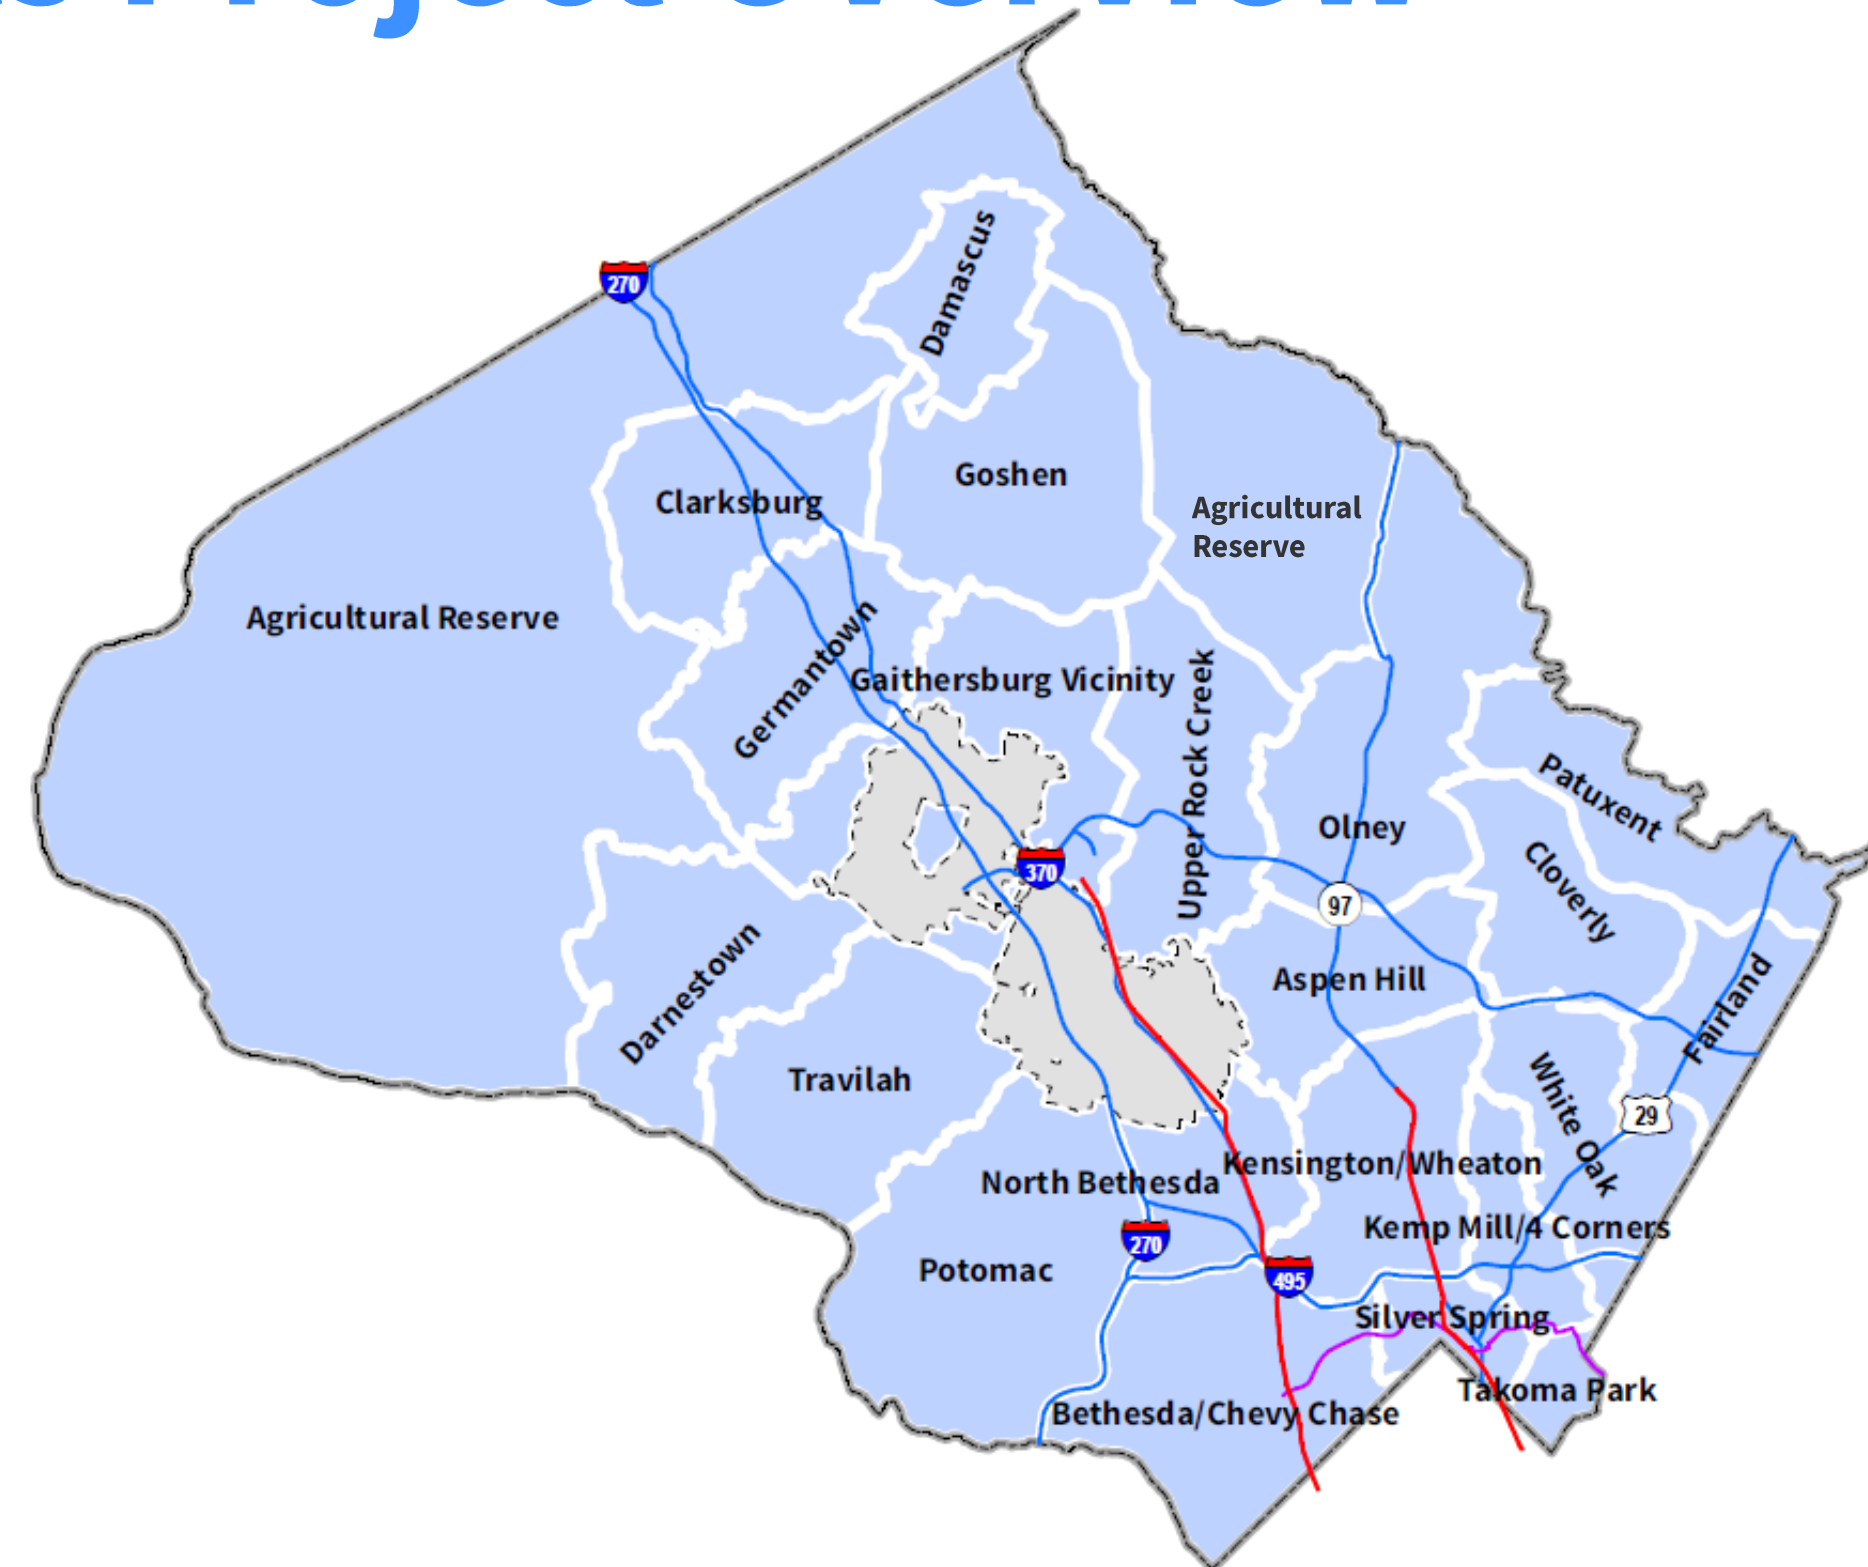 Project Overview
Damascus
270
Goshen
Clarksburg
Agricultural
Reserve
Agricultural Reserve
Germantown
Gaithersburg Vicinity
Upper Rock Creek
Patuxent
Olney
Cloverly
370
97
Darnestown
Aspen Hill
Fairland
Travilah
White Oak
29
Kensington/Wheaton
North Bethesda
Kemp Mill/4 Corners
270
Potomac
495
Silver Spring
Takoma Park
Bethesda/Chevy Chase